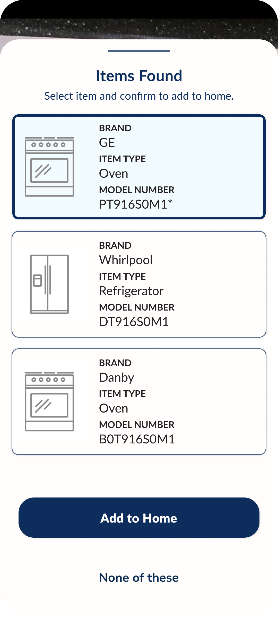 Items Found
Select item and confirm to add to home.
BRAND
GE
ITEM TYPE
Oven
MODEL NUMBER
PT916S0M1*
BRAND
Whirlpool
ITEM TYPE
Refrigerator
MODEL NUMBER
DT916S0M1
BRAND
Danby
ITEM TYPE
Oven
MODEL NUMBER
B0T916S0M1
Add to Home
None of these